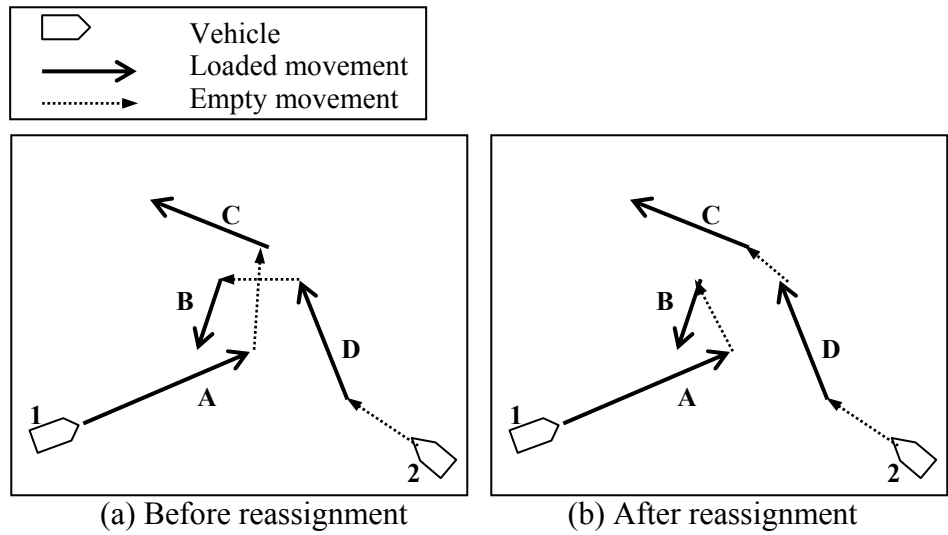 Vehicle
Loaded movement
Empty movement
C
B
D
A
1
2
(a) Before reassignment
C
B
D
A
1
2
(b) After reassignment